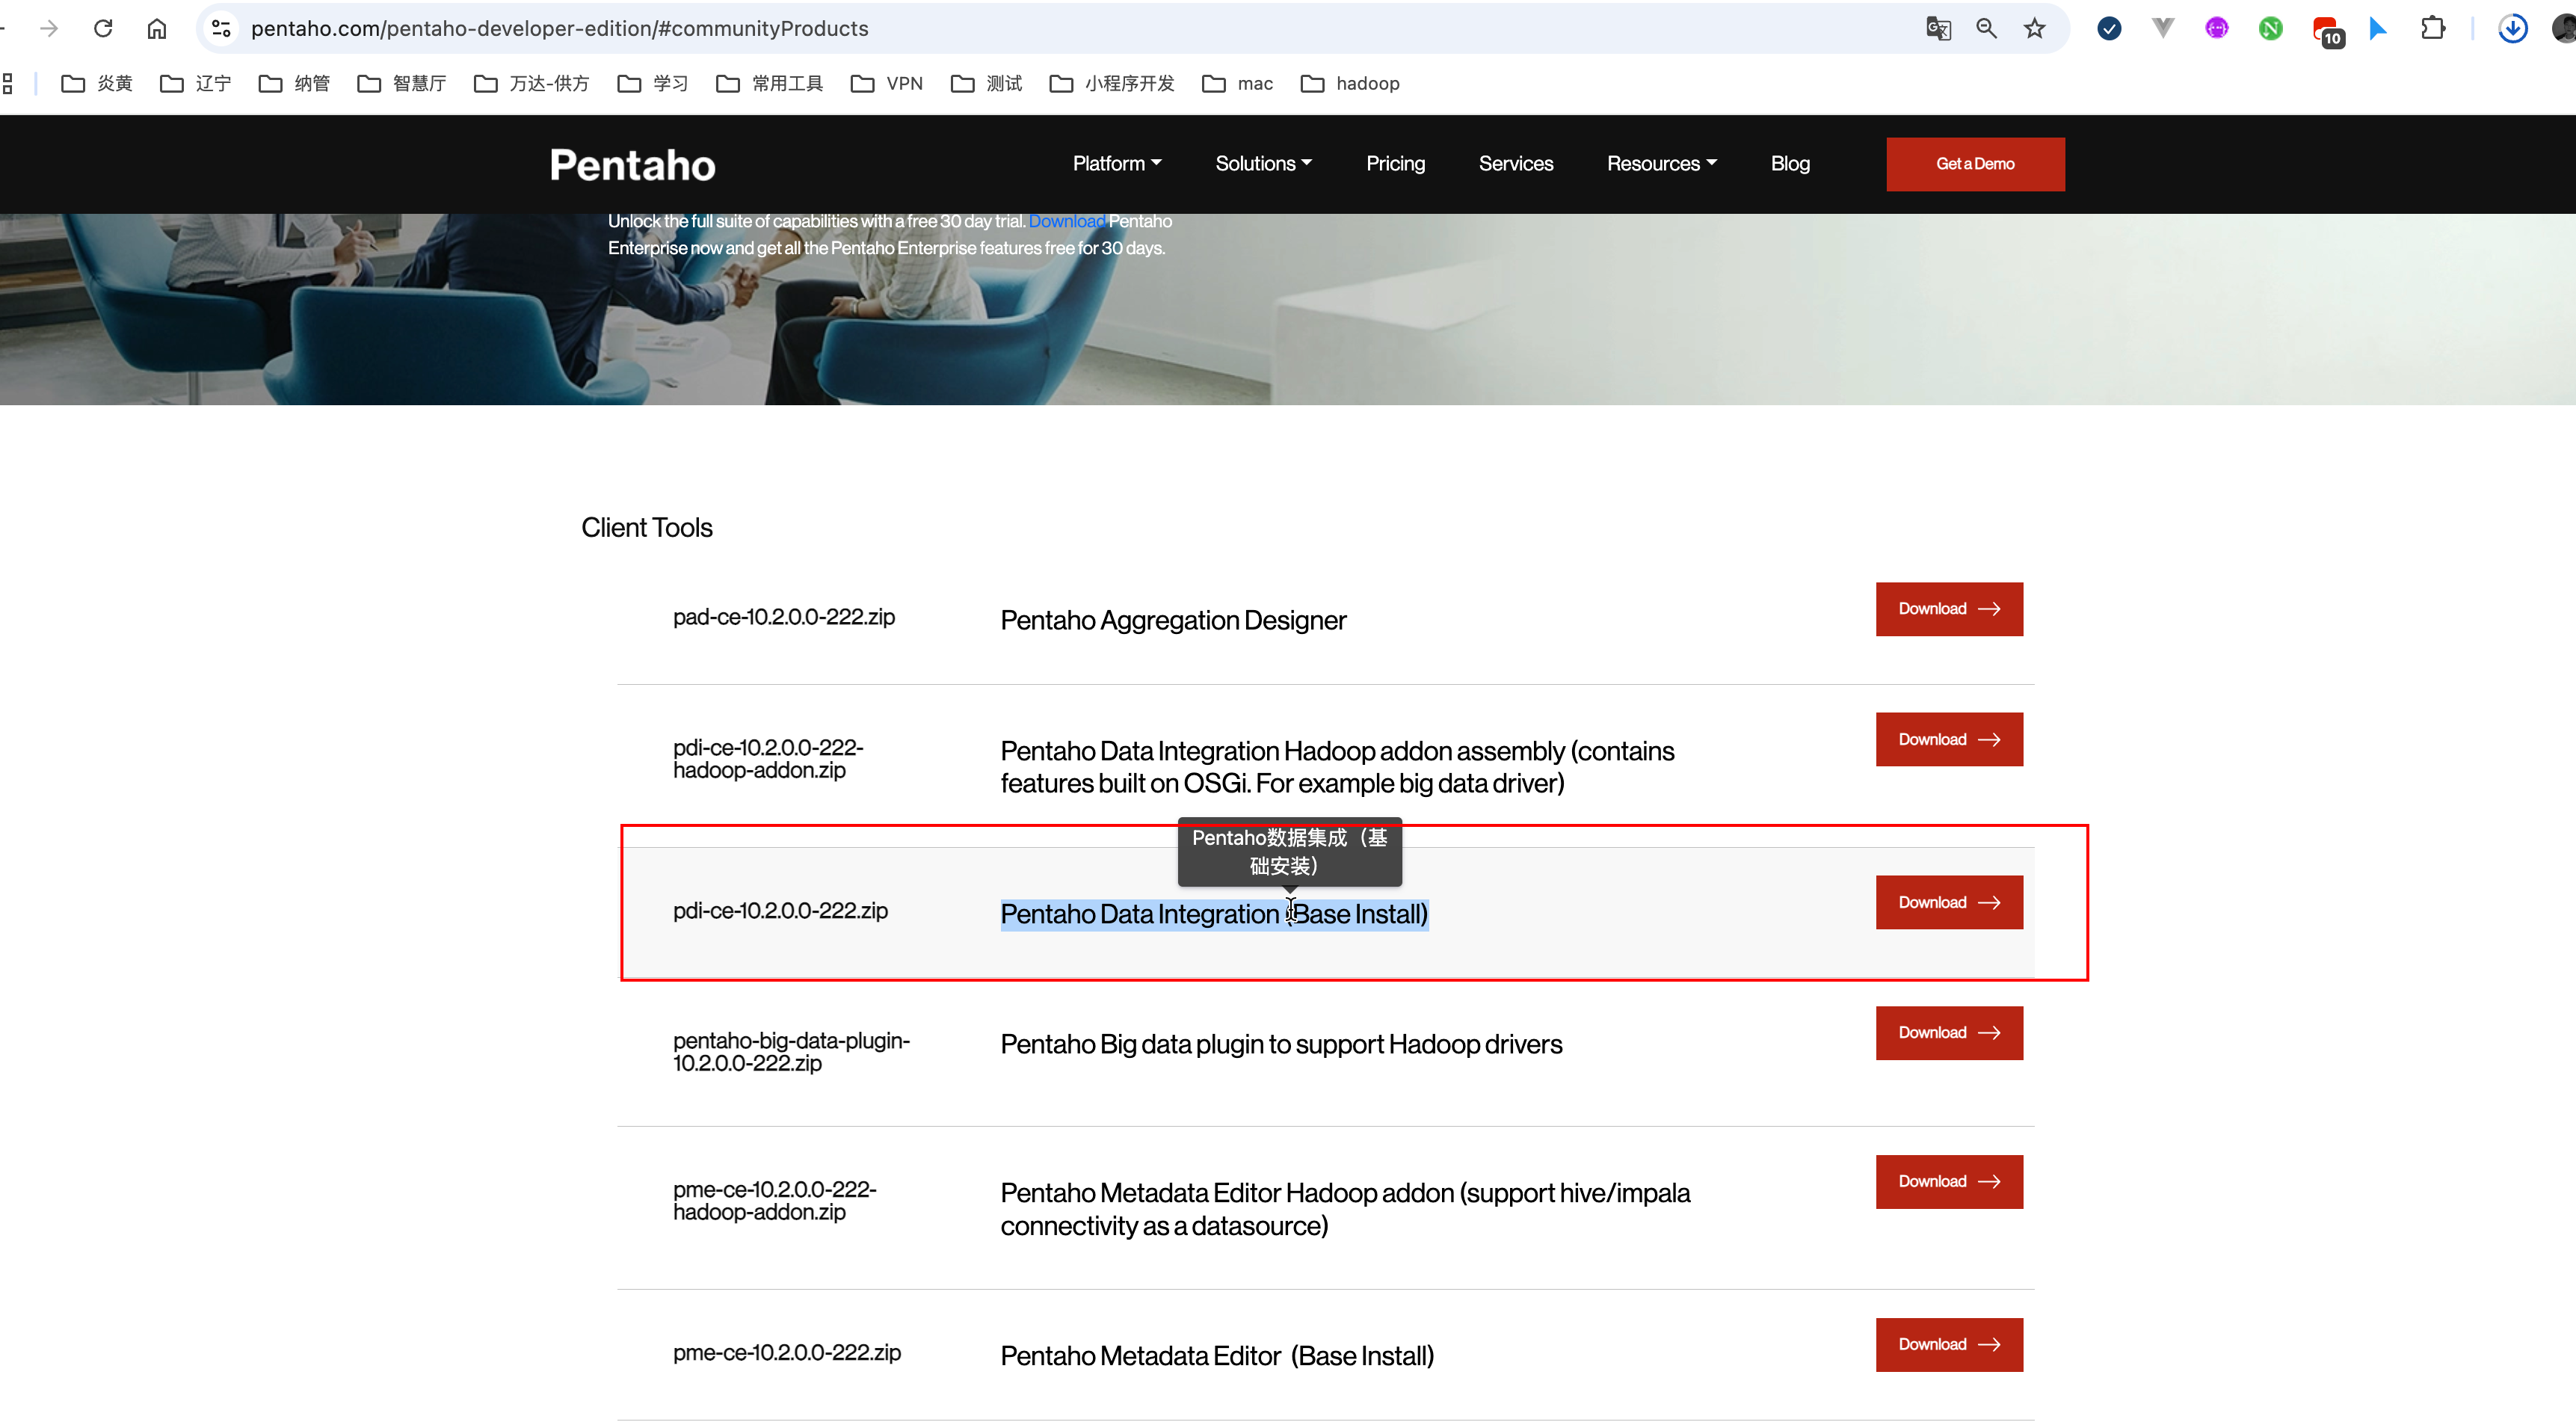 pentaho.com/pentaho-developer-edition/#communityProducts
10
炎黄 辽宁 纳管 智慧厅 万达-供方 学习 常用工具 VPN 测试 小程序开发 mac hadoop
Pentaho Platform Solutions Pricing Services Resources Blog Get a Demo
Unlock the full suite of capabilities with a free 30 day trial. Download Pentaho
Enterprise now and get all the Pentaho Enterprise features free for 30 days.
Client Tools
pad-ce-10.2.0.0-222.zip Pentaho Aggregation Designer Download
pdi-ce-10.2.0.0-222-
hadoop-addon.zip
Pentaho Data Integration Hadoop addon assembly (contains
features built on OSGi. For example big data driver)
Download
Pentaho数据集成（基
础安装）
pdi-ce-10.2.0.0-222.zip Pentaho Data Integration (Base Install) Download
pentaho-big-data-plugin-
10.2.0.0-222.zip
Pentaho Big data plugin to support Hadoop drivers
Download
pme-ce-10.2.0.0-222-
hadoop-addon.zip
Pentaho Metadata Editor Hadoop addon (support hive/impala
connectivity as a datasource)
Download
pme-ce-10.2.0.0-222.zip Pentaho Metadata Editor (Base Install) Download